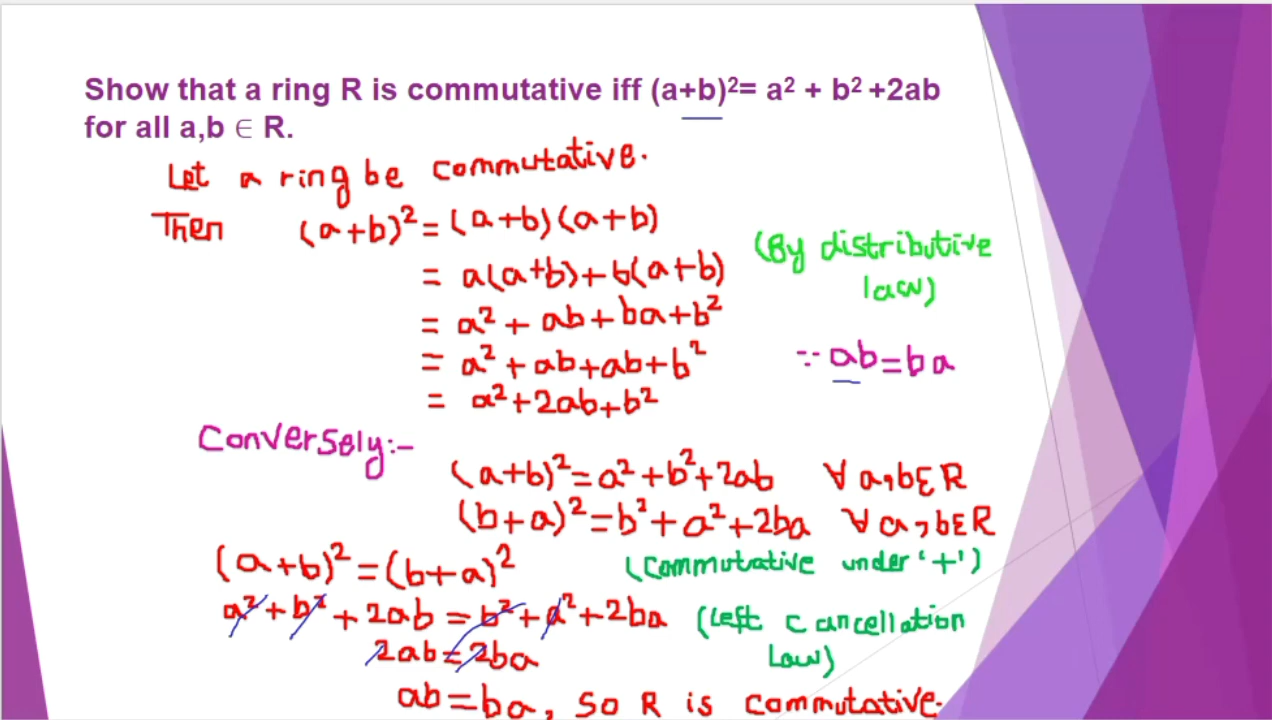 Show that a ring R is commutative iff (a+b)²= a² + b² +2ab
for all a,b ∈ R.
Let a ring be commutative.
Then (a+b)² = (a+b)(a+b)
= a(a+b)+b(a+b) (By distributive law)
= a² + ab + ba + b²
= a² + ab + ab + b² ∵ ab = ba
= a² + 2ab + b²
Conversely:-
(a+b)² = a² + b² + 2ab ∀ a,b∈R
(b+a)² = b² + a² + 2ba ∀ a,b∈R
(a+b)² = (b+a)² (commutative under '+')
a² + b² + 2ab = b² + a² + 2ba (Left cancellation
2ab = 2ba Law)
ab = ba, So R is commutative.